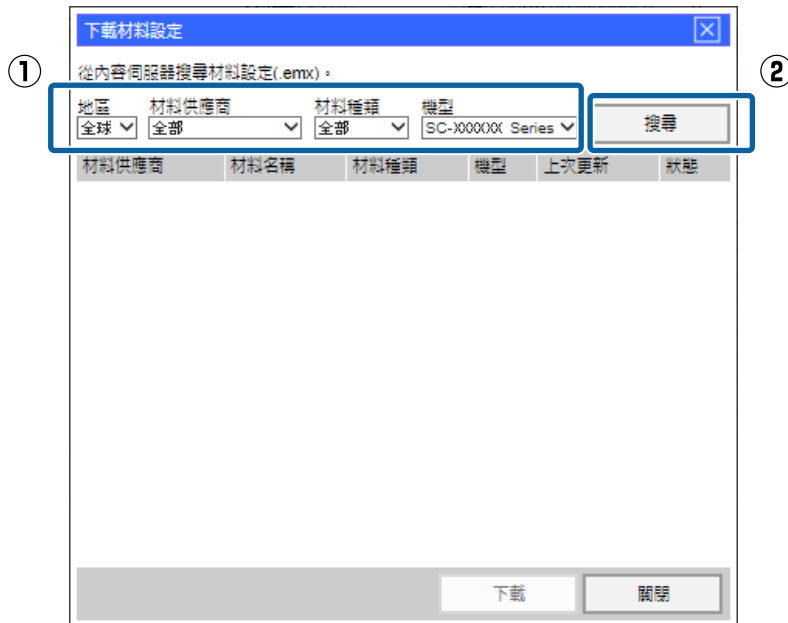 下載材料設定
① 從內容伺服器搜尋材料設定(.emx)。 ②
地區 材料供應商 材料種類 機型
全球 全部 全部 SC-XXXXXX Series 搜尋
材料供應商 材料名稱 材料種類 機型 上次更新 狀態
下載 關閉